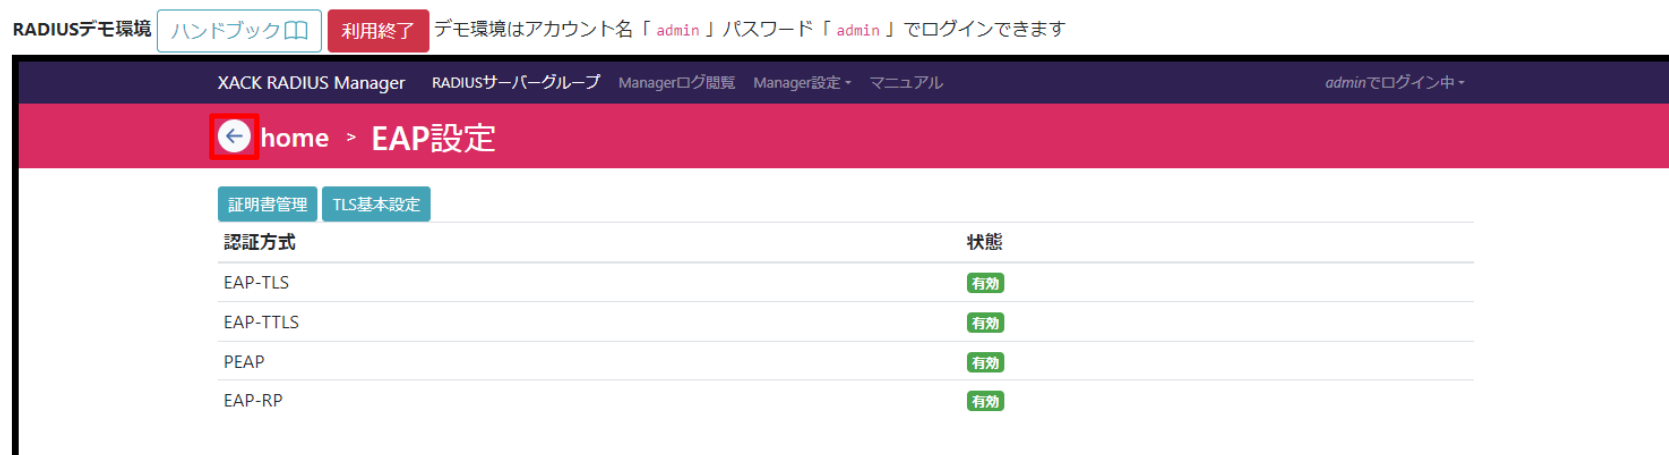 RADIUSデモ環境 ハンドブック 利用終了 デモ環境はアカウント名「 admin 」パスワード「 admin 」でログインできます
XACK RADIUS Manager RADIUSサーバーグループ Managerログ閲覧 Manager設定 マニュアル adminでログイン中
home > EAP設定
証明書管理 TLS基本設定
認証方式 状態
EAP-TLS 有効
EAP-TTLS 有効
PEAP 有効
EAP-RP 有効